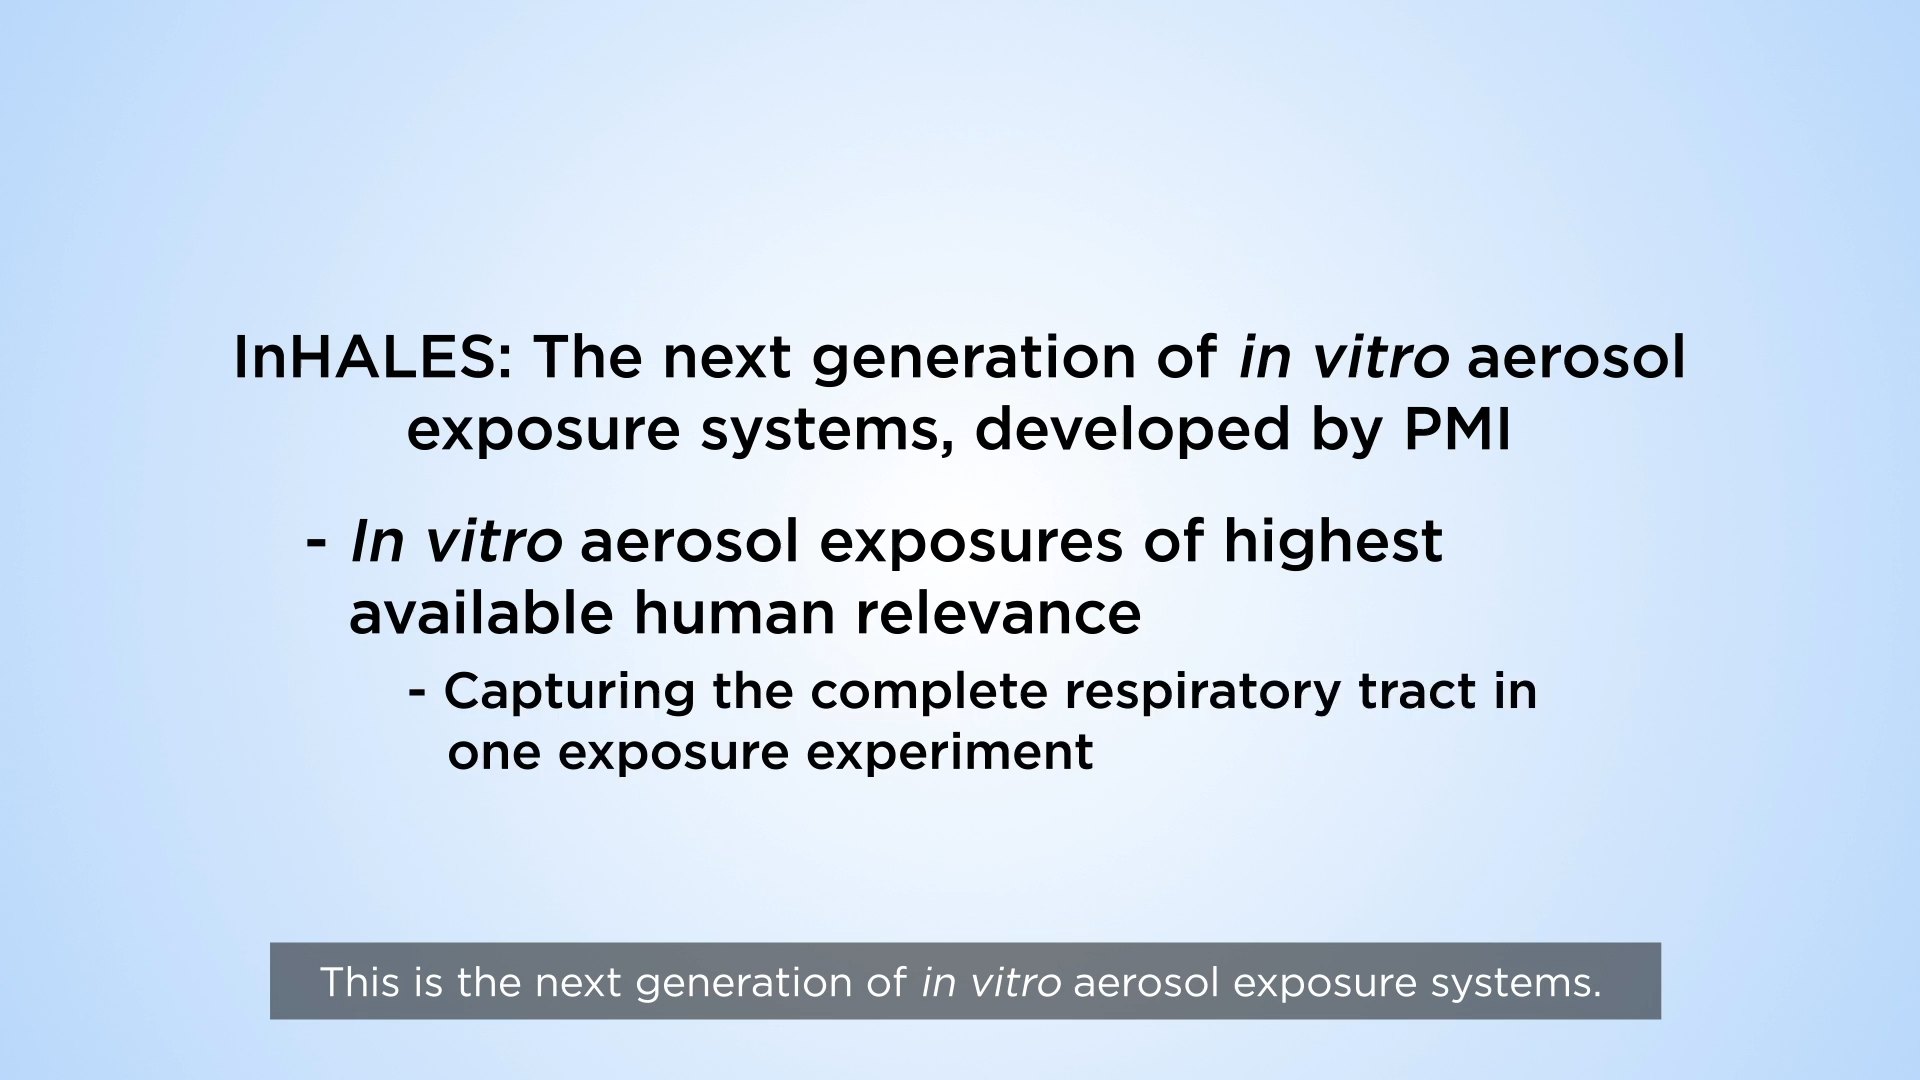 InHALES: The next generation of in vitro aerosol
exposure systems, developed by PMI
- In vitro aerosol exposures of highest
available human relevance
- Capturing the complete respiratory tract in
one exposure experiment
This is the next generation of in vitro aerosol exposure systems.